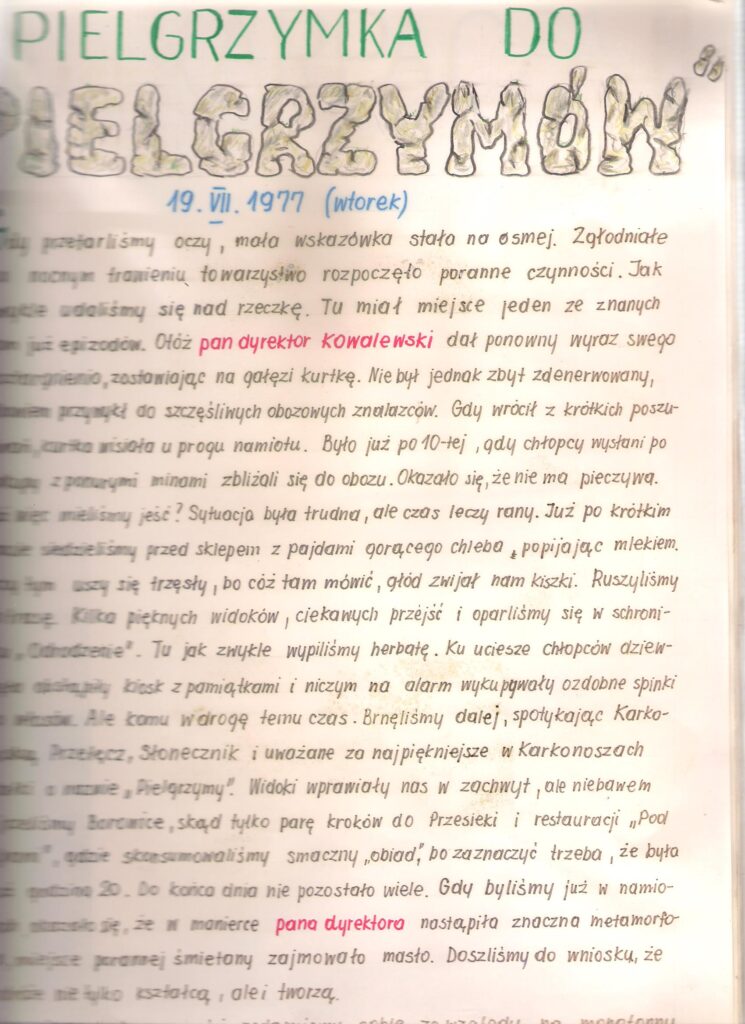 PIELGRZYMKA DO
PIELGRZYMÓW"
19. VII. 1977 (wtorek)
przetarliśmy oczy, mała wskazówka stała na osmej. Zgłodniałe
nocnym trawieniu towarzystwo rozpoczęło poranne czynności. Jak
udaliśmy się nad rzeczkę. Tu miał miejsce jeden ze znanych
już epizodów. Otóż pan dyrektor Kowalewski dał ponowny wyraz swego
zostawiając na gałęzi kurtkę. Nie był jednak zbyt zdenerwowany,
przywykł do szczęśliwych obozowych znalazców. Gdy wrócił z krótkich poszu-
kurtka wisiała u progu namiotu. Było już po 10-tej, gdy chłopcy wysłani po
z ponurymi minami zbliżali się do obozu. Okazało się, że nie ma pieczywa.
więc mieliśmy jeść? Sytuacja była trudna, ale czas leczy rany. Już po krótkim
siedzieliśmy przed sklepem z pajdami gorącego chleba, popijając mlekiem.
tym uszy się trzęsły, bo cóż tam mówić, głód zwijał nam kiszki. Ruszyliśmy
Kilka pięknych widoków, ciekawych przejść i oparliśmy się w schroni-
„Odrodzenie". Tu jak zwykle wypiliśmy herbatę. Ku uciesze chłopców dziew-
obstąpiły kiosk z pamiątkami i niczym na alarm wykupywały ozdobne spinki
włosów. Ale komu w drogę temu czas. Brnęliśmy dalej, spotykając Karko-
Przełęcz, Słonecznik i uważane za najpiękniejsze w Karkonoszach
o nazwie „Pielgrzymy". Widoki wprawiały nas w zachwyt, ale niebawem
Borowice, skąd tylko parę kroków do Przesieki i restauracji „Pod
gdzie skonsumowaliśmy smaczny „obiad", bo zaznaczyć trzeba, że była
godzina 20. Do końca dnia nie pozostało wiele. Gdy byliśmy już w namio-
się, że w manierce pana dyrektora nastąpiła znaczna metamorfo-
miejsce porannej śmietany zajmowało masło. Doszliśmy do wniosku, że
nie tylko kształcą, ale i tworzą.